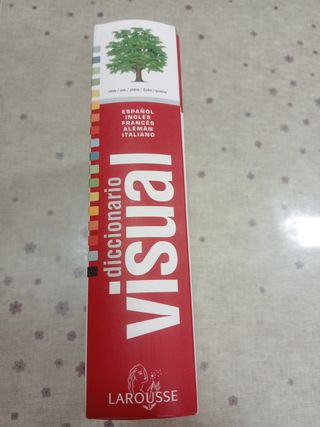 roble / oak / chêne / Eiche / quercia
ESPAÑOL
INGLÉS
FRANCÉS
ALEMÁN
ITALIANO
diccionario
visual
LAROUSSE